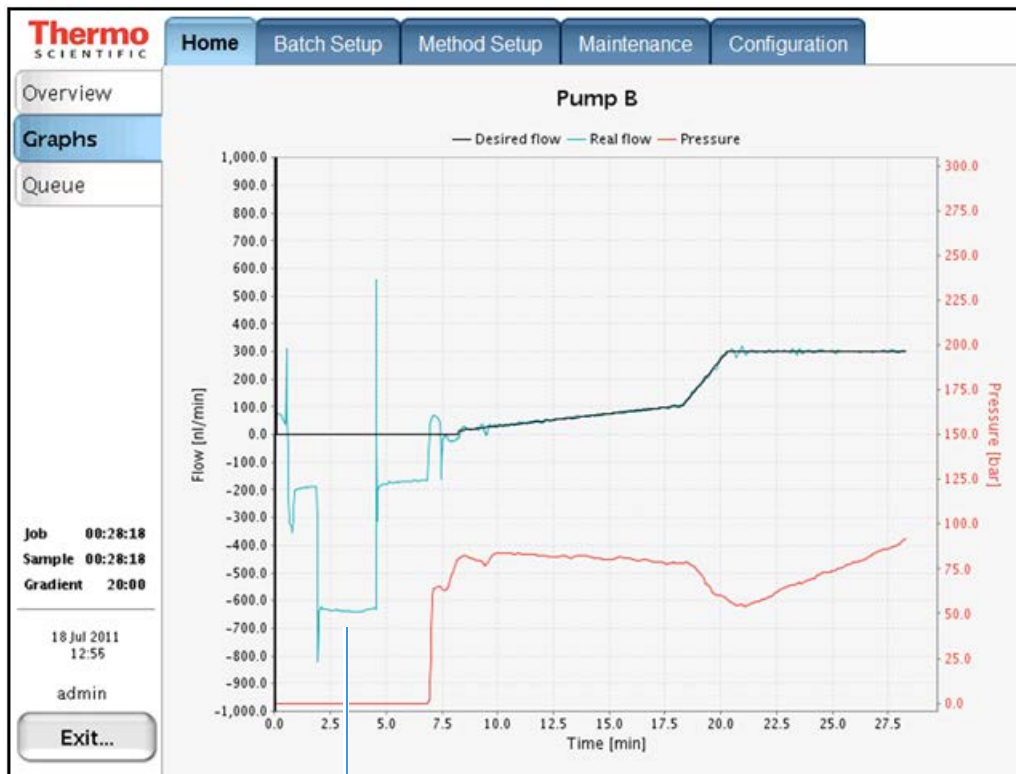 Thermo
SCIENTIFIC
Home
Batch Setup
Method Setup
Maintenance
Configuration
Overview
Graphs
Queue
Pump B
Desired flow
Real flow
Pressure
1,000.0
900.0
800.0
700.0
600.0
500.0
400.0
300.0
200.0
100.0
0.0
-100.0
-200.0
-300.0
-400.0
-500.0
-600.0
-700.0
-800.0
-900.0
-1,000.0
Flow [nl/min]
0.0 2.5 5.0 7.5 10.0 12.5 15.0 17.5 20.0 22.5 25.0 27.5
Time [min]
300.0
275.0
250.0
225.0
200.0
175.0
150.0
125.0
100.0
75.0
50.0
25.0
0.0
Pressure [bar]
Job 00:28:18
Sample 00:28:18
Gradient 20:00
18 Jul 2011
12:56
admin
Exit...